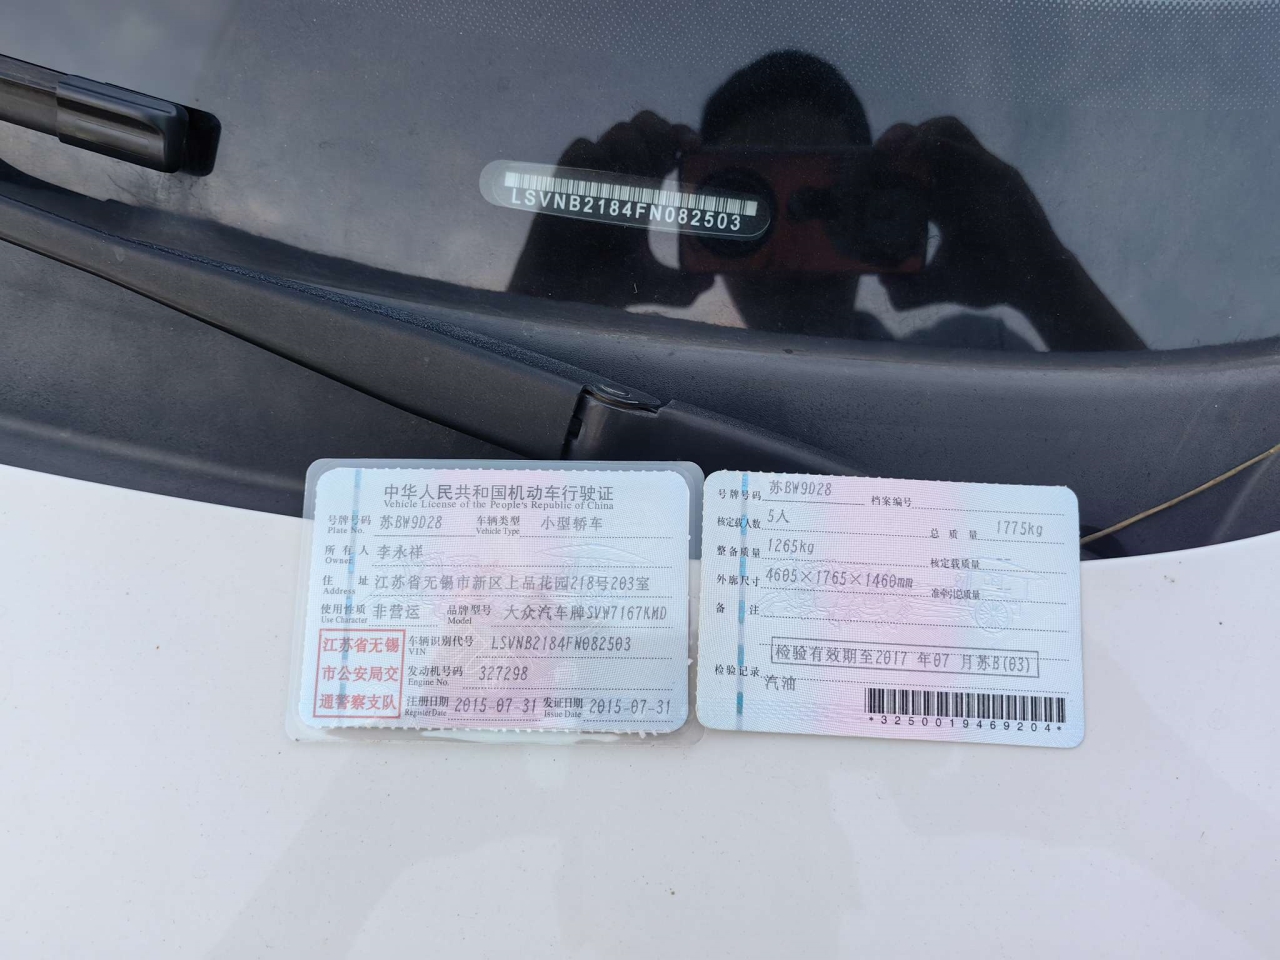 LSVNB2184FN082503
中华人民共和国机动车行驶证
Vehicle License of the People's Republic of China
号牌号码 苏BW9D28 车辆类型 小型轿车
Plate No. Vehicle Type
所有人 李永祥
Owner
住址 江苏省无锡市新区上品花园218号203室
Address
使用性质 非营运 品牌型号 大众汽车牌SVW7167KMD
Use Character Model
江苏省无锡
市公安局交
通警察支队
车辆识别代号 LSVNB2184FN082503
VIN
发动机号码 327298
Engine No.
注册日期 2015-07-31 发证日期 2015-07-31
Register Date Issue Date
号牌号码 苏BW9D28 档案编号
核定载人数 5人 总质量 1775kg
整备质量 1265kg 核定载质量 --
外廓尺寸 4605×1765×1460mm 准牵引总质量
备注
检验有效期至2017 年07 月苏B(03)
检验记录
汽油
*3250019469204*